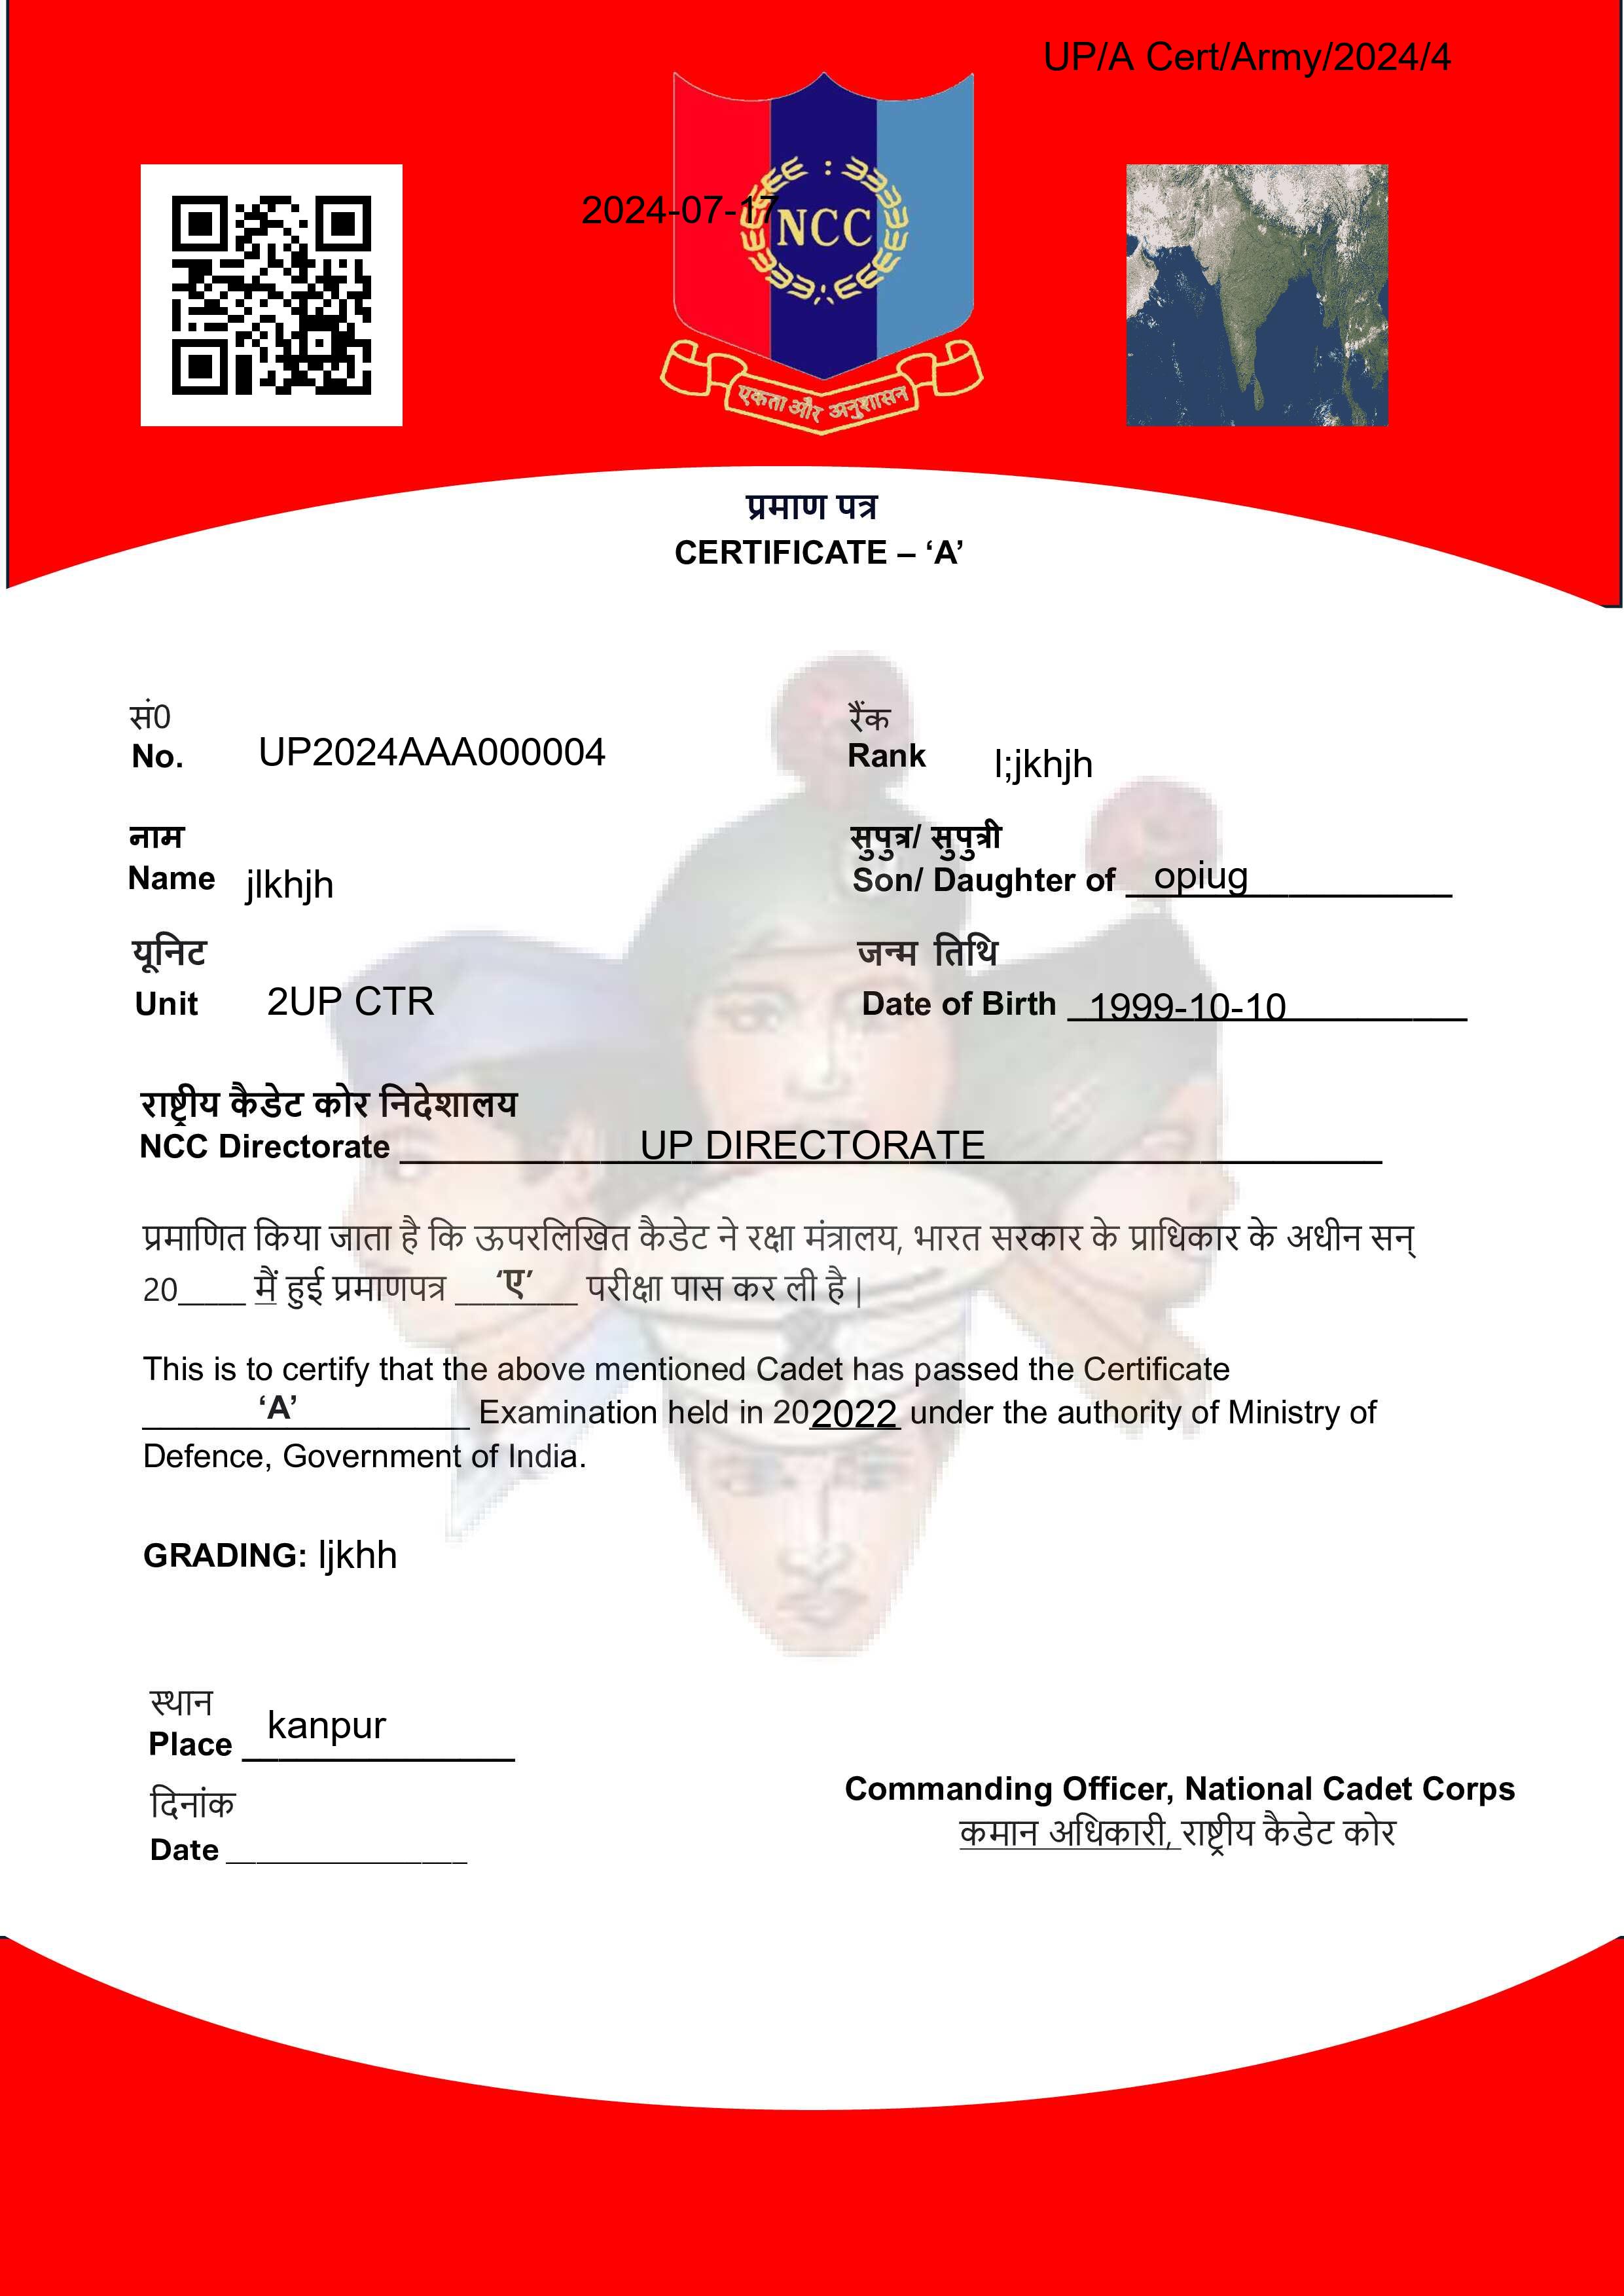 UP/A Cert/Army/2024/4
2024-07-17
NCC
एकता और अनुशासन
प्रमाण पत्र
CERTIFICATE – ‘A’
सं0
No. UP2024AAA000004
रैंक
Rank l;jkhjh
नाम
Name jlkhjh
सुपुत्र/ सुपुत्री
Son/ Daughter of opiug
यूनिट
Unit 2UP CTR
जन्म तिथि
Date of Birth 1999-10-10
राष्ट्रीय कैडेट कोर निदेशालय
NCC Directorate UP DIRECTORATE
प्रमाणित किया जाता है कि ऊपरलिखित कैडेट ने रक्षा मंत्रालय, भारत सरकार के प्राधिकार के अधीन सन्
20____ में हुई प्रमाणपत्र ‘ए’ परीक्षा पास कर ली है |
This is to certify that the above mentioned Cadet has passed the Certificate
‘A’ Examination held in 202022 under the authority of Ministry of
Defence, Government of India.
GRADING: ljkhh
स्थान
Place kanpur
दिनांक
Date ______________
Commanding Officer, National Cadet Corps
कमान अधिकारी, राष्ट्रीय कैडेट कोर